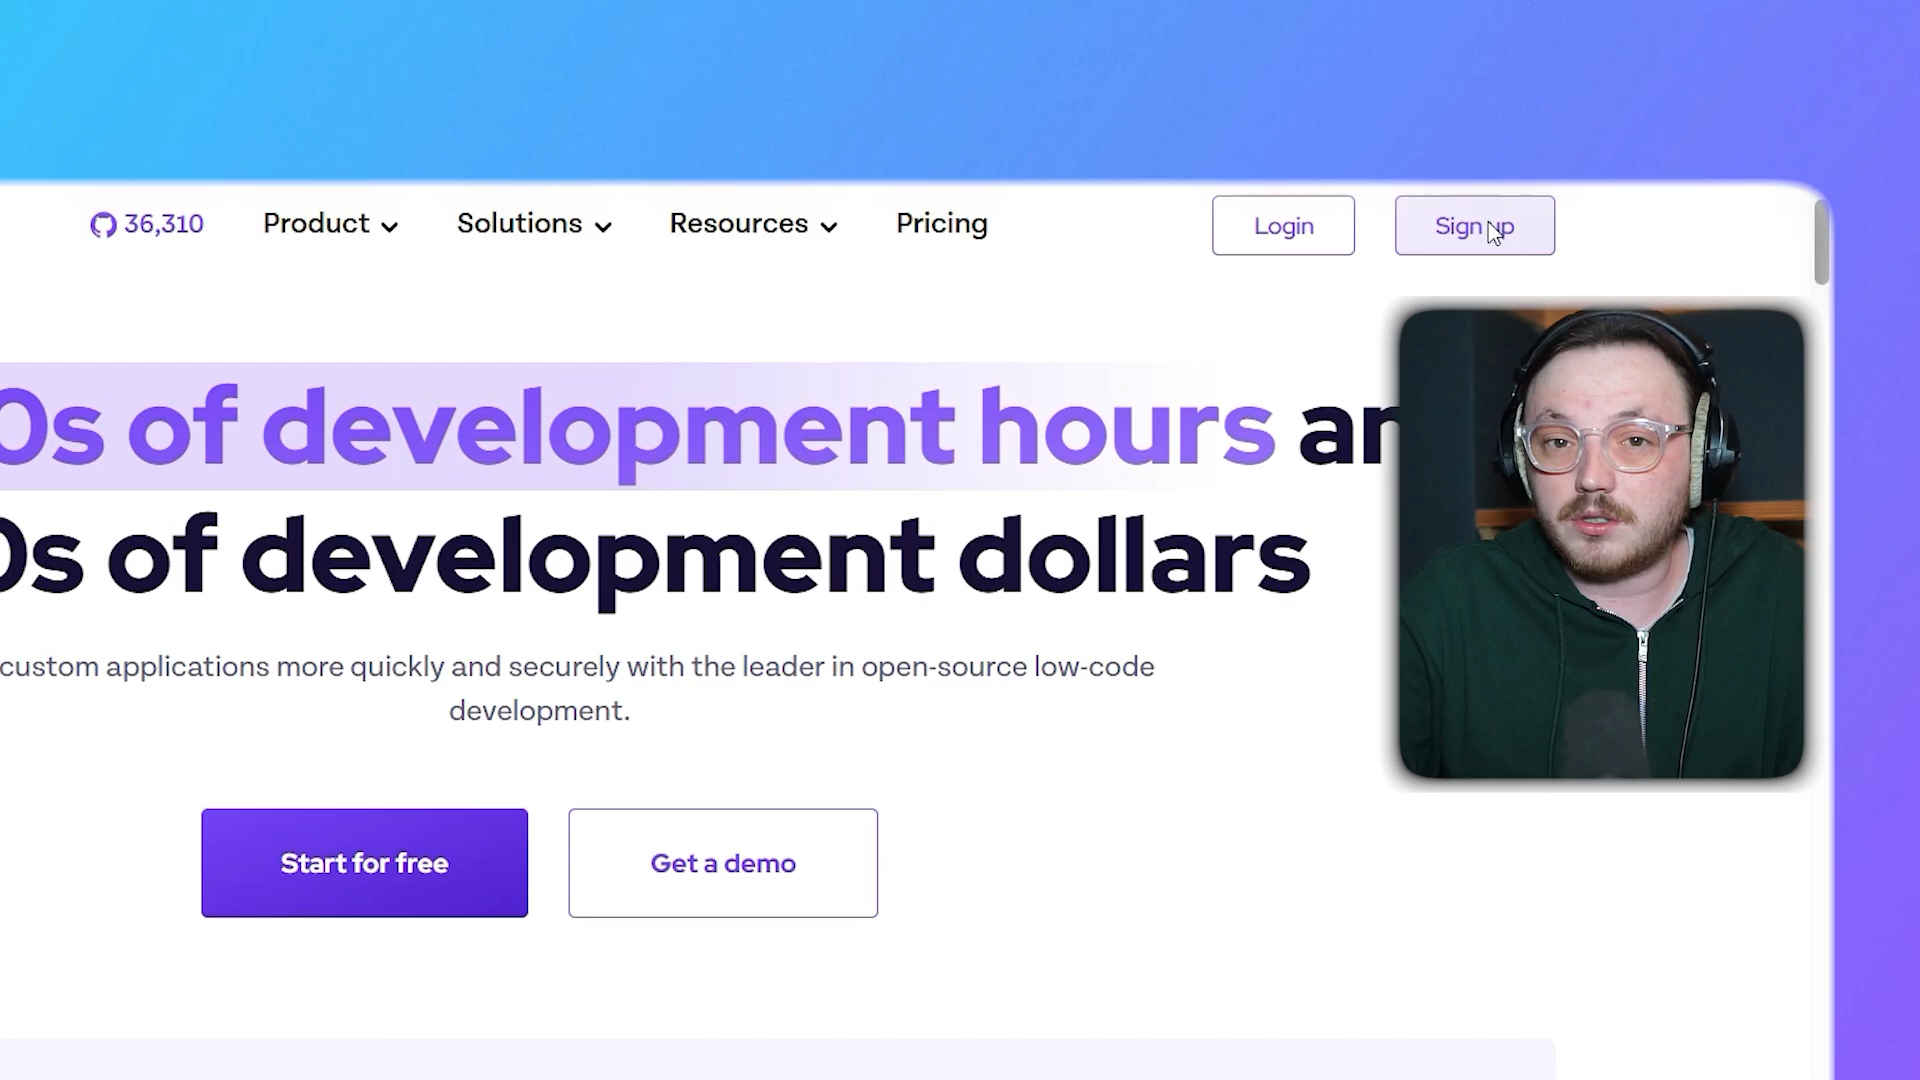 36,310 Product Solutions Resources Pricing Login Sign up
0s of development hours an
0s of development dollars
custom applications more quickly and securely with the leader in open-source low-code
development.
Start for free Get a demo